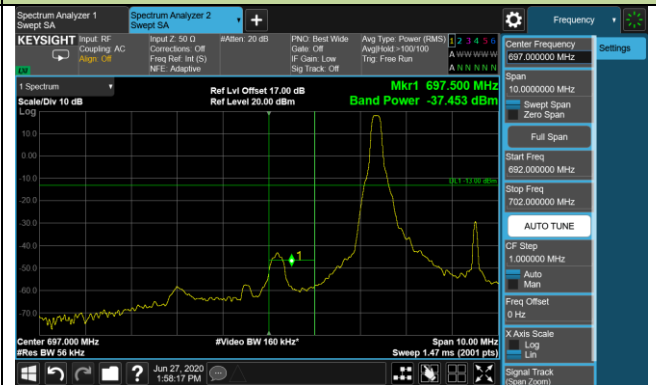 Spectrum Analyzer 1
Swept SA
Spectrum Analyzer 2
Swept SA
+
Frequency
KEYSIGHT
Input: RF
Coupling: AC
Align: Off
Input Z: 50 Ω
Corrections: Off
Freq Ref: Int (S)
NFE: Adaptive
#Atten: 20 dB
PNO: Best Wide
Gate: Off
IF Gain: Low
Sig Track: Off
Avg Type: Power (RMS)
Avg|Hold:>100/100
Trig: Free Run
1 2 3 4 5 6
A W W W W W
A N N N N N
LXI
1 Spectrum
Scale/Div 10 dB
Log
Ref Lvl Offset 17.00 dB
Ref Level 20.00 dBm
Mkr1 697.500 MHz
Band Power -37.453 dBm
10.0
0.00
-10.0
DL1 -13.00 dBm
-20.0
-30.0
-40.0
1
-50.0
-60.0
-70.0
Center 697.000 MHz
#Res BW 56 kHz
#Video BW 160 kHz*
Span 10.00 MHz
Sweep 1.47 ms (2001 pts)
Center Frequency
697.000000 MHz
Span
10.0000000 MHz
Swept Span
Zero Span
Full Span
Start Freq
692.000000 MHz
Stop Freq
702.000000 MHz
AUTO TUNE
CF Step
1.000000 MHz
Auto
Man
Freq Offset
0 Hz
X Axis Scale
Log
Lin
Signal Track
(Span Zoom)
Settings
?
Jun 27, 2020
1:58:17 PM